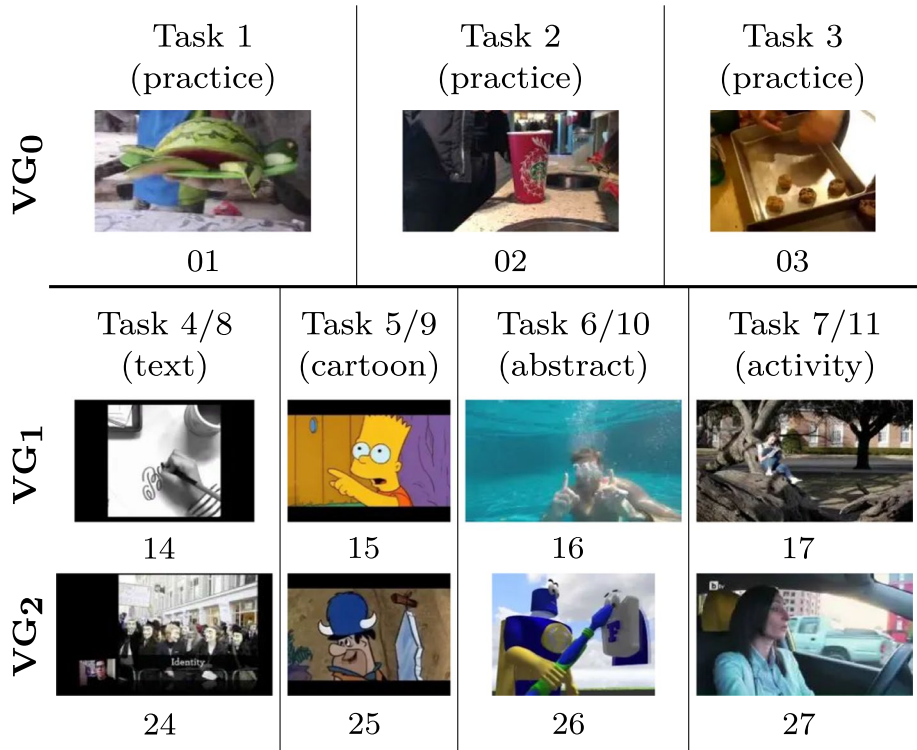 Task 1
(practice)
Task 2
(practice)
Task 3
(practice)
VG0
01
02
03
Task 4/8
(text)
Task 5/9
(cartoon)
Task 6/10
(abstract)
Task 7/11
(activity)
VG1
14
15
16
17
VG2
Identity
F
btv
24
25
26
27